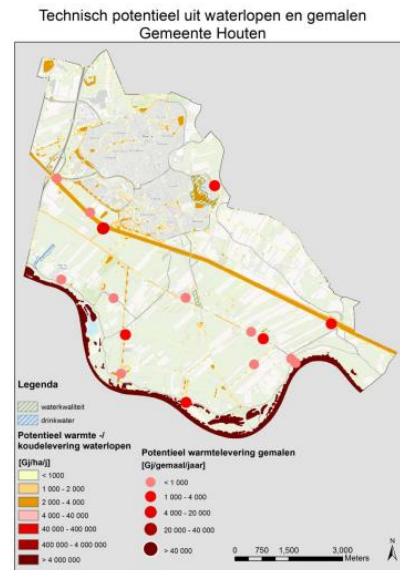 Technisch potentieel uit waterlopen en gemalen
Gemeente Houten
Legenda
waterkwaliteit
drinkwater
Potentieel warmte -/
koudelevering waterlopen
[Gj/ha/j]
< 1000
1 000 - 2 000
2 000 - 4 000
4 000 - 40 000
40 000 - 400 000
400 000 - 4 000 000
> 4 000 000
Potentieel warmtelevering gemalen
[Gj/gemaal/jaar]
< 1 000
1 000 - 4 000
4 000 - 20 000
20 000 - 40 000
> 40 000
0 750 1,500 3,000
Meters
N